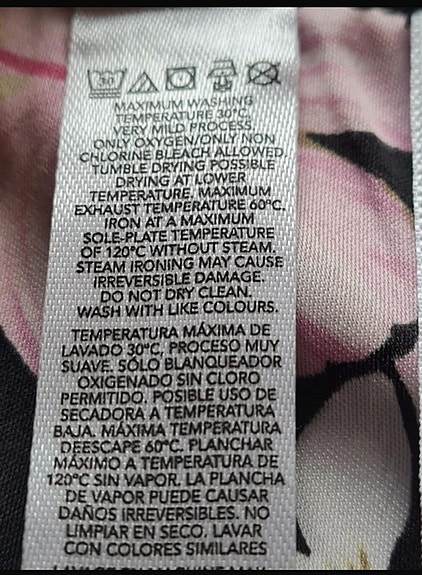 30
MAXIMUM WASHING
TEMPERATURE 30°C,
VERY MILD PROCESS
ONLY OXYGEN/ONLY NON
CHLORINE BLEACH ALLOWED.
TUMBLE DRYING POSSIBLE
DRYING AT LOWER
TEMPERATURE. MAXIMUM
EXHAUST TEMPERATURE 60°C.
IRON AT A MAXIMUM
SOLE-PLATE TEMPERATURE
OF 120°C WITHOUT STEAM.
STEAM IRONING MAY CAUSE
IRREVERSIBLE DAMAGE.
DO NOT DRY CLEAN.
WASH WITH LIKE COLOURS.
TEMPERATURA MÁXIMA DE
LAVADO 30°C, PROCESO MUY
SUAVE. SÓLO BLANQUEADOR
OXIGENADO SIN CLORO
PERMITIDO. POSIBLE USO DE
SECADORA A TEMPERATURA
BAJA. MÁXIMA TEMPERATURA
DEESCAPE 60°C. PLANCHAR
MÁXIMO A TEMPERATURA DE
120°C SIN VAPOR. LA PLANCHA
DE VAPOR PUEDE CAUSAR
DAÑOS IRREVERSIBLES. NO
LIMPIAR EN SECO. LAVAR
CON COLORES SIMILARES